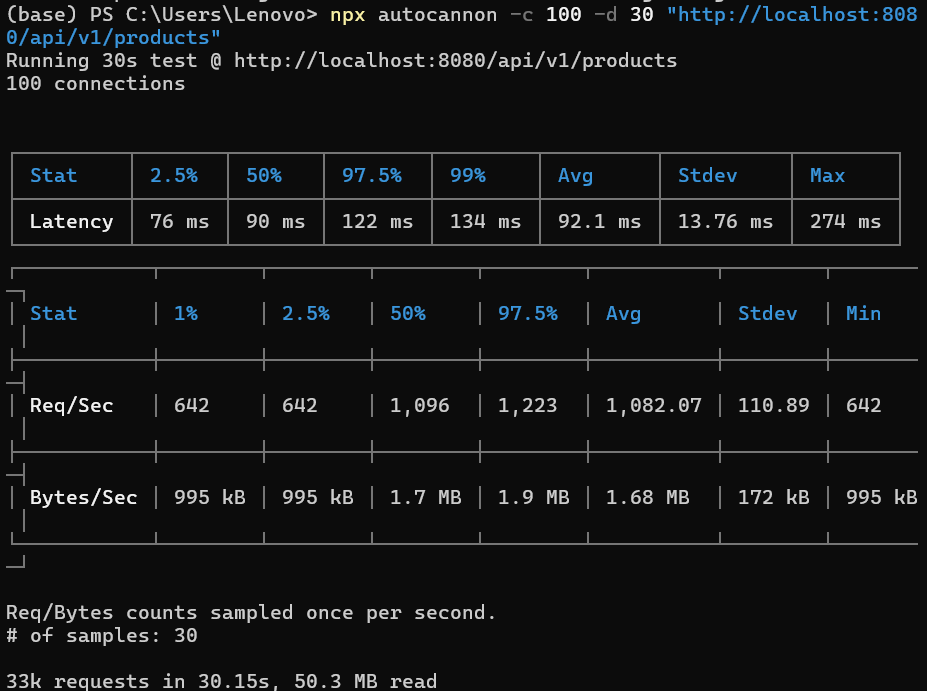 (base) PS C:\Users\Lenovo> npx autocannon -c 100 -d 30 "http://localhost:808
0/api/v1/products"
Running 30s test @ http://localhost:8080/api/v1/products
100 connections
Stat 2.5% 50% 97.5% 99% Avg Stdev Max
Latency 76 ms 90 ms 122 ms 134 ms 92.1 ms 13.76 ms 274 ms
Stat 1% 2.5% 50% 97.5% Avg Stdev Min
Req/Sec 642 642 1,096 1,223 1,082.07 110.89 642
Bytes/Sec 995 kB 995 kB 1.7 MB 1.9 MB 1.68 MB 172 kB 995 kB
Req/Bytes counts sampled once per second.
# of samples: 30
33k requests in 30.15s, 50.3 MB read